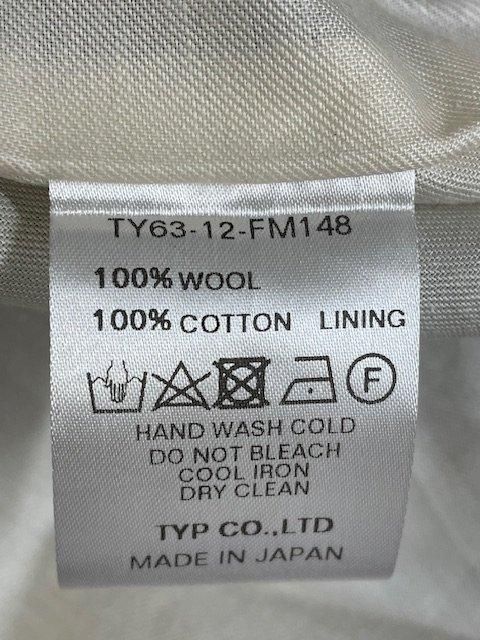 TY63-12-FM148
100% WOOL
100% COTTON LINING
F
HAND WASH COLD
DO NOT BLEACH
COOL IRON
DRY CLEAN
TYP CO.,LTD
MADE IN JAPAN